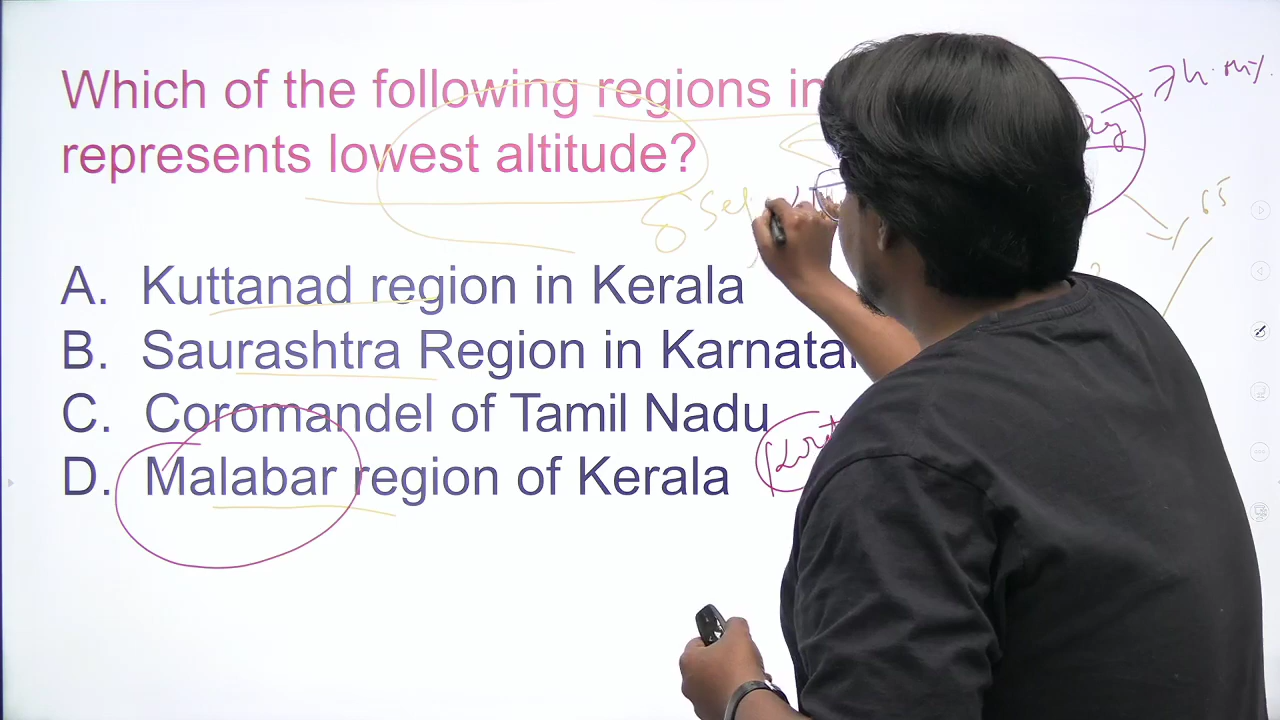 Which of the following regions in
represents lowest altitude?
65
A. Kuttanad region in Kerala
B. Saurashtra Region in
C. Coromandel of Tamil Nadu
D. Malabar region of Kerala